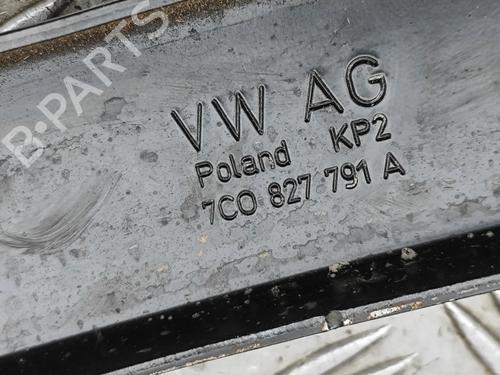 B-PARTS
VW AG
Poland KP2
7C0 827 791 A